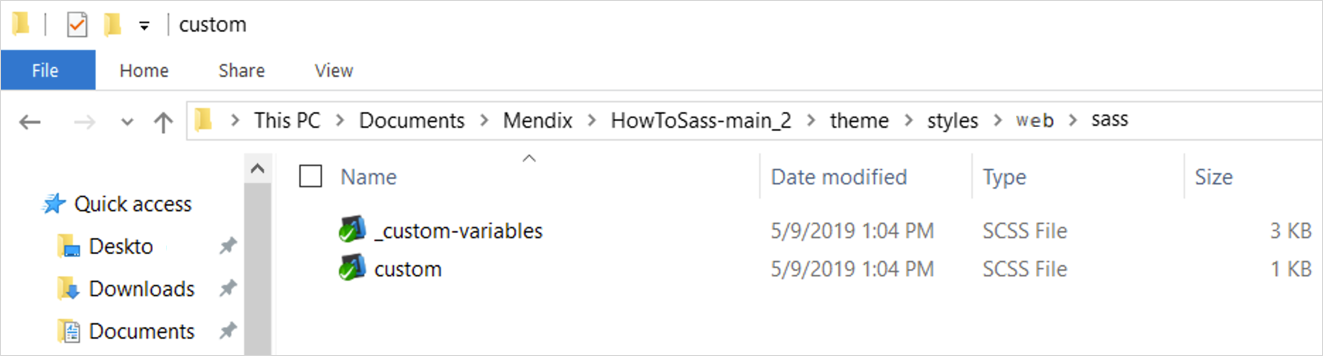 custom
File Home Share View
This PC > Documents > Mendix > HowToSass-main_2 > theme > styles > web > sass
Name Date modified Type Size
Quick access
_custom-variables 5/9/2019 1:04 PM SCSS File 3 KB
Deskto
custom 5/9/2019 1:04 PM SCSS File 1 KB
Downloads
Documents